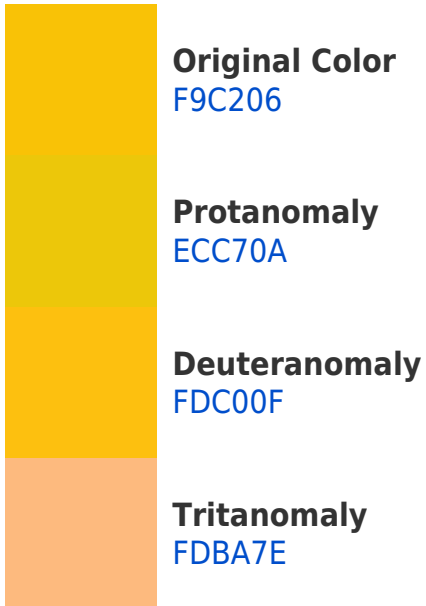 Original Color
F9C206
Protanomaly
ECC70A
Deuteranomaly
FDC00F
Tritanomaly
FDBA7E